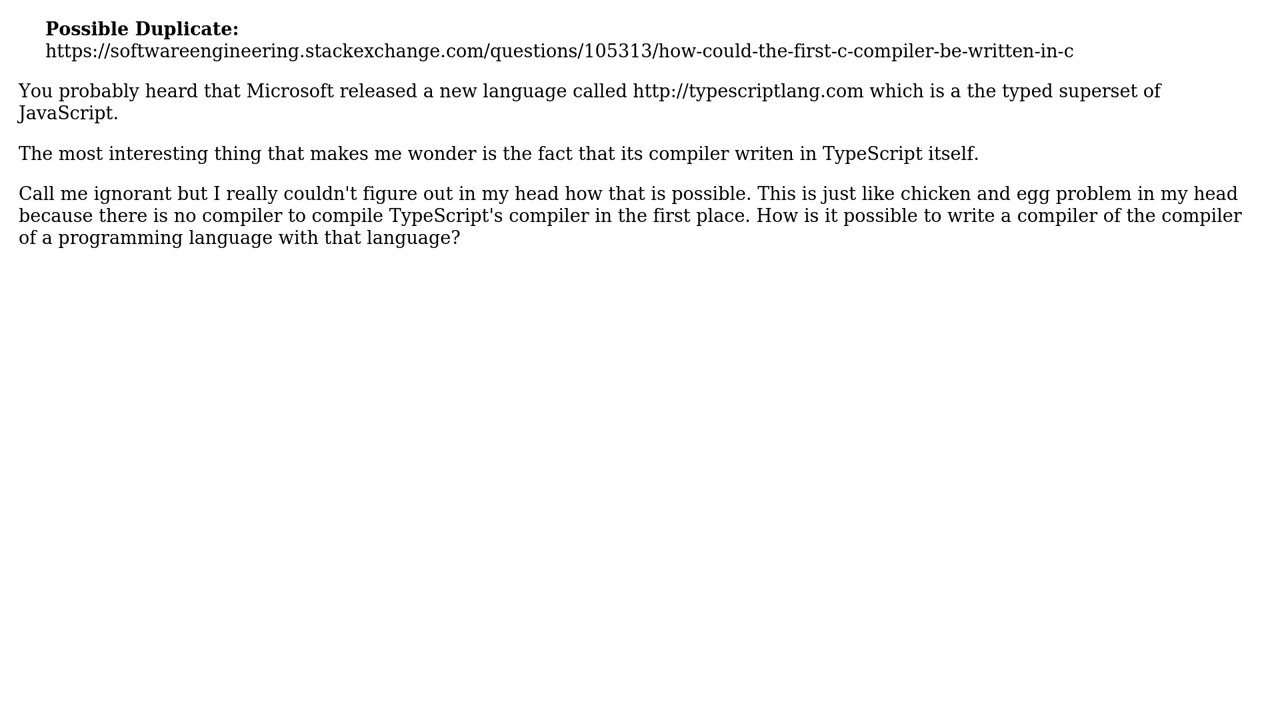 Possible Duplicate:
https://softwareengineering.stackexchange.com/questions/105313/how-could-the-first-c-compiler-be-written-in-c
You probably heard that Microsoft released a new language called http://typescriptlang.com which is a the typed superset of
JavaScript.
The most interesting thing that makes me wonder is the fact that its compiler writen in TypeScript itself.
Call me ignorant but I really couldn't figure out in my head how that is possible. This is just like chicken and egg problem in my head
because there is no compiler to compile TypeScript's compiler in the first place. How is it possible to write a compiler of the compiler
of a programming language with that language?